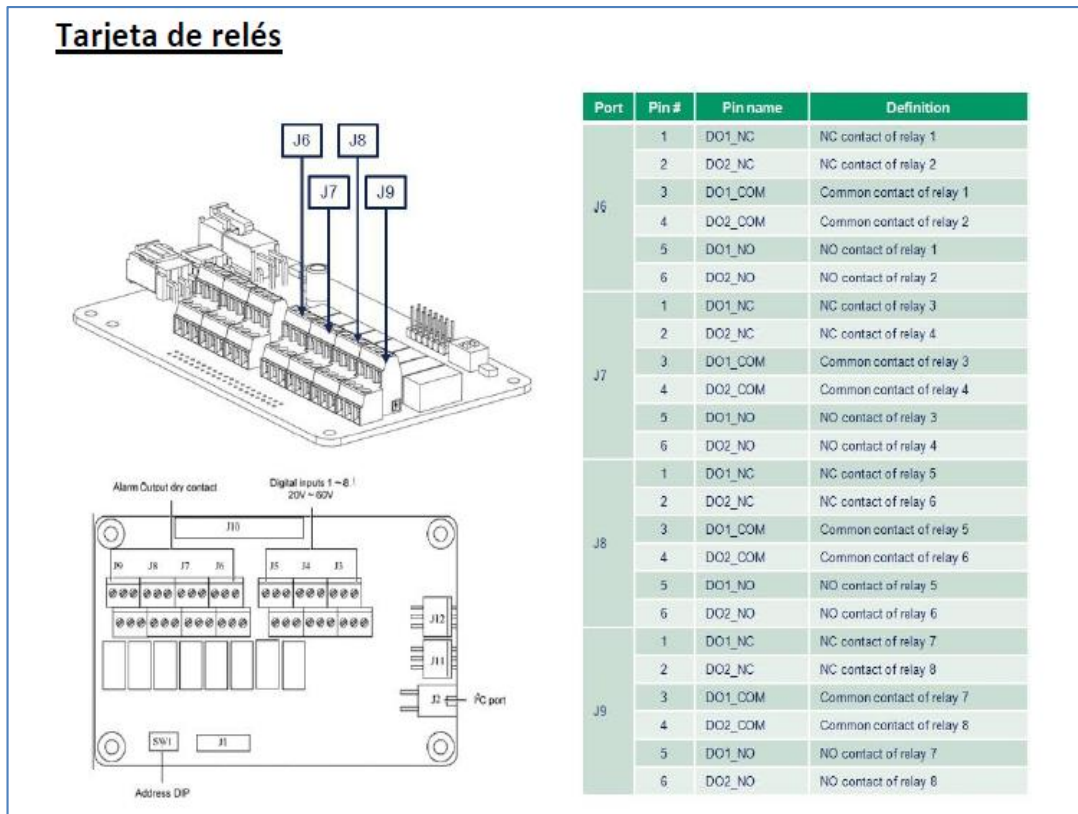 Tarjeta de relés
J6
J8
J7
J9
Alarm Output dry contact
Digital inputs 1 ~ 8
20V ~ 60V
J10
J9 J8 J7 J6 J5 J4 J3
J12
J11
J2 I²C port
SW1 J1
Address DIP
Port Pin # Pin name Definition
J6
1 DO1_NC NC contact of relay 1
2 DO2_NC NC contact of relay 2
3 DO1_COM Common contact of relay 1
4 DO2_COM Common contact of relay 2
5 DO1_NO NO contact of relay 1
6 DO2_NO NO contact of relay 2
J7
1 DO1_NC NC contact of relay 3
2 DO2_NC NC contact of relay 4
3 DO1_COM Common contact of relay 3
4 DO2_COM Common contact of relay 4
5 DO1_NO NO contact of relay 3
6 DO2_NO NO contact of relay 4
J8
1 DO1_NC NC contact of relay 5
2 DO2_NC NC contact of relay 6
3 DO1_COM Common contact of relay 5
4 DO2_COM Common contact of relay 6
5 DO1_NO NO contact of relay 5
6 DO2_NO NO contact of relay 6
J9
1 DO1_NC NC contact of relay 7
2 DO2_NC NC contact of relay 8
3 DO1_COM Common contact of relay 7
4 DO2_COM Common contact of relay 8
5 DO1_NO NO contact of relay 7
6 DO2_NO NO contact of relay 8